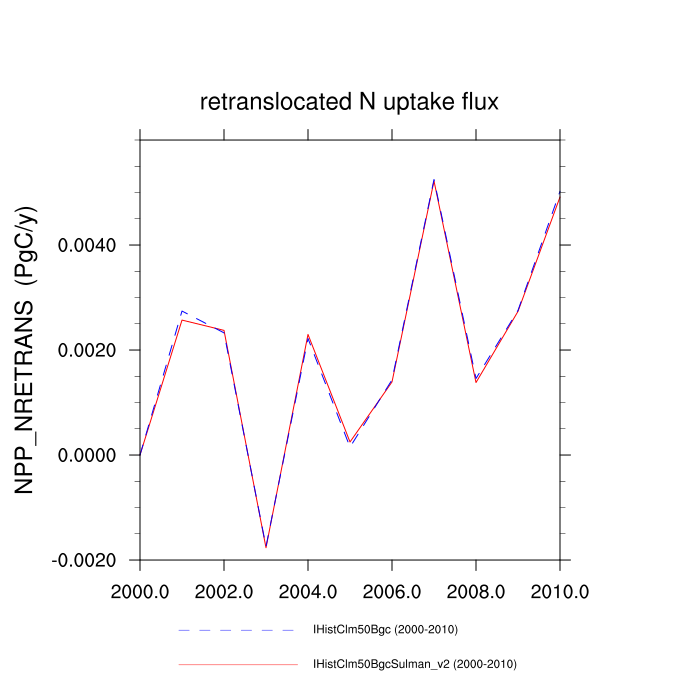 retranslocated N uptake flux
NPP_NRETRANS (PgC/y)
0.0040
0.0020
0.0000
-0.0020
2000.0 2002.0 2004.0 2006.0 2008.0 2010.0
IHistClm50Bgc (2000-2010)
IHistClm50BgcSulman_v2 (2000-2010)